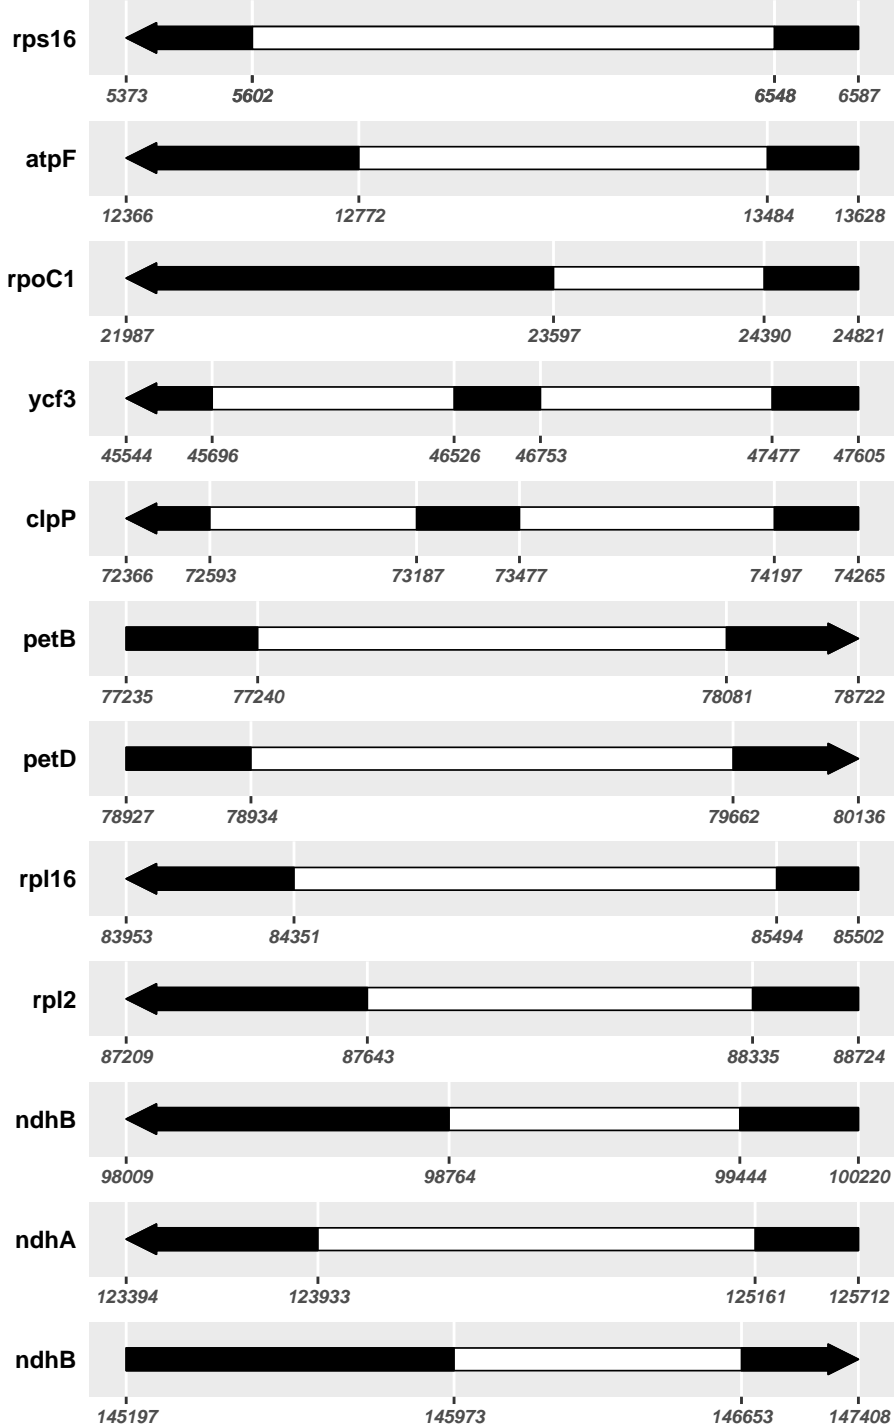 rps16
5373 5602 6548 6587
atpF
12366 12772 13484 13628
rpoC1
21987 23597 24390 24821
ycf3
45544 45696 46526 46753 47477 47605
clpP
72366 72593 73187 73477 74197 74265
petB
77235 77240 78081 78722
petD
78927 78934 79662 80136
rpl16
83953 84351 85494 85502
rpl2
87209 87643 88335 88724
ndhB
98009 98764 99444 100220
ndhA
123394 123933 125161 125712
ndhB
145197 145973 146653 147408